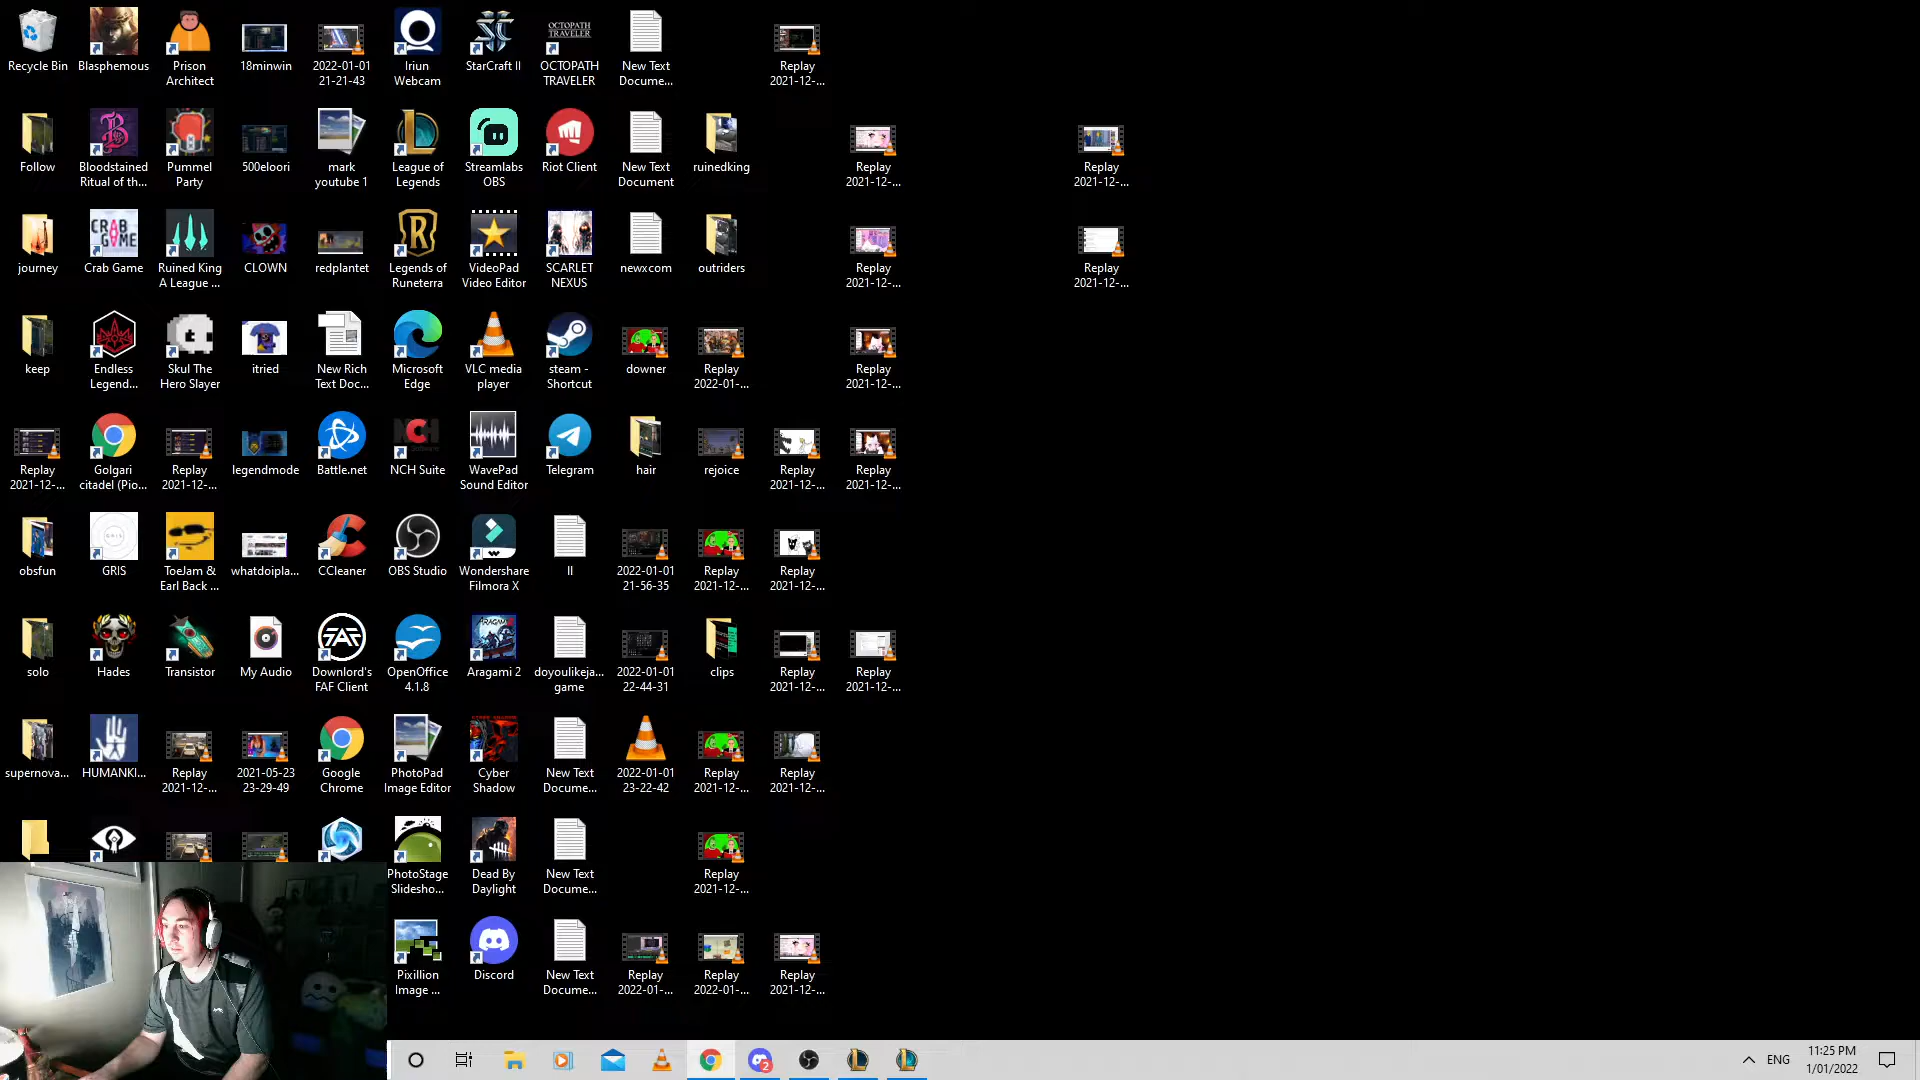 Recycle Bin
Blasphemous
Prison
Architect
18minwin
2022-01-01
21-21-43
Iriun
Webcam
StarCraft II
OCTOPATH
TRAVELER
OCTOPATH
TRAVELER
New Text
Docume...
Replay
2021-12-...
Follow
Bloodstained
Ritual of th...
Pummel
Party
500eloori
mark
youtube 1
League of
Legends
Streamlabs
OBS
Riot Client
New Text
Document
ruinedking
Replay
2021-12-...
Replay
2021-12-...
journey
CRAB
GAME
Crab Game
Ruined King
A League ...
CLOWN
redplantet
Legends of
Runeterra
VideoPad
Video Editor
SCARLET
NEXUS
newxcom
outriders
Replay
2021-12-...
Replay
2021-12-...
keep
Endless
Legend...
Skul The
Hero Slayer
itried
New Rich
Text Doc...
Microsoft
Edge
VLC media
player
steam -
Shortcut
downer
Replay
2022-01-...
Replay
2021-12-...
Replay
2021-12-...
Golgari
citadel (Pio...
Replay
2021-12-...
legendmode
Battle.net
NCH
NCH Suite
WavePad
Sound Editor
Telegram
hair
rejoice
Replay
2021-12-...
Replay
2021-12-...
obsfun
GRIS
GRIS
ToeJam &
Earl Back ...
whatdoipla...
CCleaner
OBS Studio
Wondershare
Filmora X
II
2022-01-01
21-56-35
Replay
2021-12-...
Replay
2021-12-...
solo
Hades
Transistor
My Audio
FAF
Downlord's
FAF Client
OpenOffice
4.1.8
ARAGAMI 2
Aragami 2
doyoulikeja...
game
2022-01-01
22-44-31
clips
Replay
2021-12-...
Replay
2021-12-...
supernova...
HUMANKI...
Replay
2021-12-...
2021-05-23
23-29-49
Google
Chrome
PhotoPad
Image Editor
Cyber
Shadow
New Text
Docume...
2022-01-01
23-22-42
Replay
2021-12-...
Replay
2021-12-...
PhotoStage
Slidesho...
Dead By
Daylight
New Text
Docume...
Replay
2021-12-...
Pixillion
Image ...
Discord
New Text
Docume...
Replay
2022-01-...
Replay
2022-01-...
Replay
2021-12-...
2
ENG
11:25 PM
1/01/2022